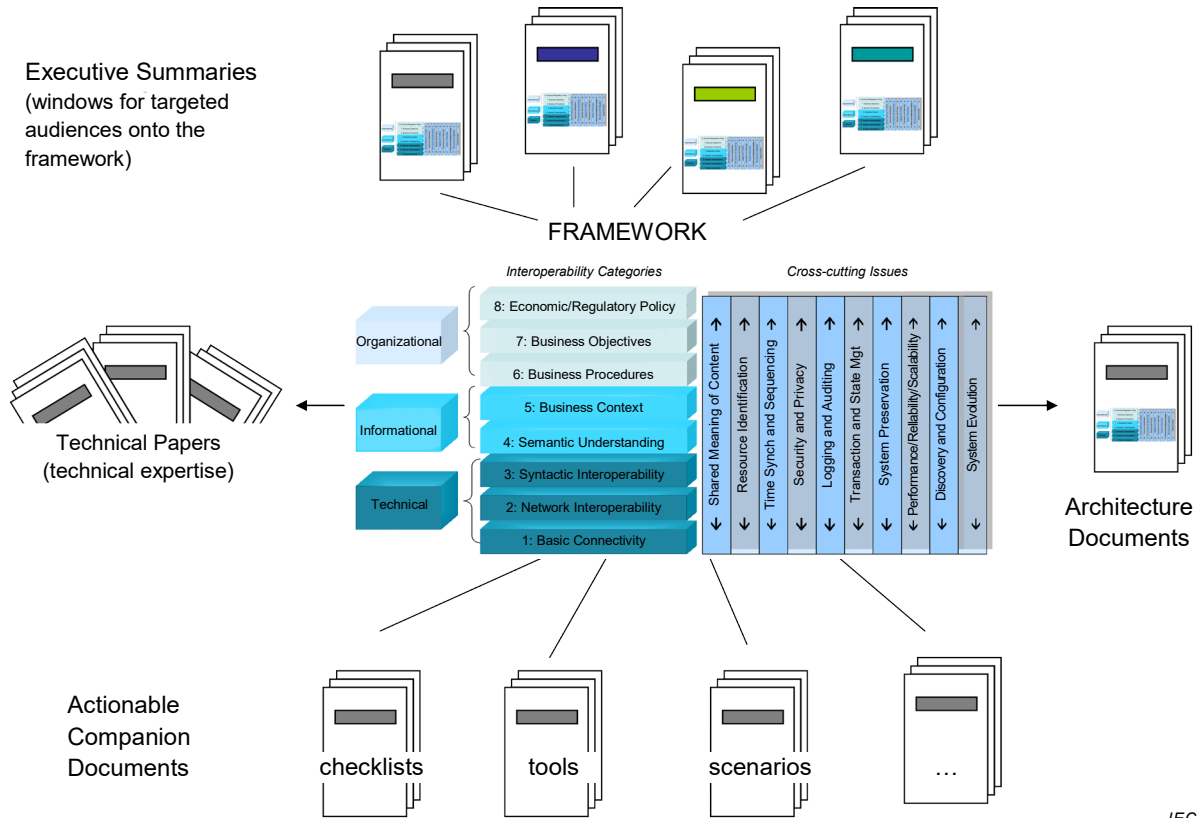 Executive Summaries
(windows for targeted
audiences onto the
framework)
FRAMEWORK
Interoperability Categories
Cross-cutting Issues
Organizational
Informational
Technical
8: Economic/Regulatory Policy
7: Business Objectives
6: Business Procedures
5: Business Context
4: Semantic Understanding
3: Syntactic Interoperability
2: Network Interoperability
1: Basic Connectivity
Shared Meaning of Content
Resource Identification
Time Synch and Sequencing
Security and Privacy
Logging and Auditing
Transaction and State Mgt
System Preservation
Performance/Reliability/Scalability
Discovery and Configuration
System Evolution
Technical Papers
(technical expertise)
Architecture
Documents
Actionable
Companion
Documents
checklists
tools
scenarios
…
IEC